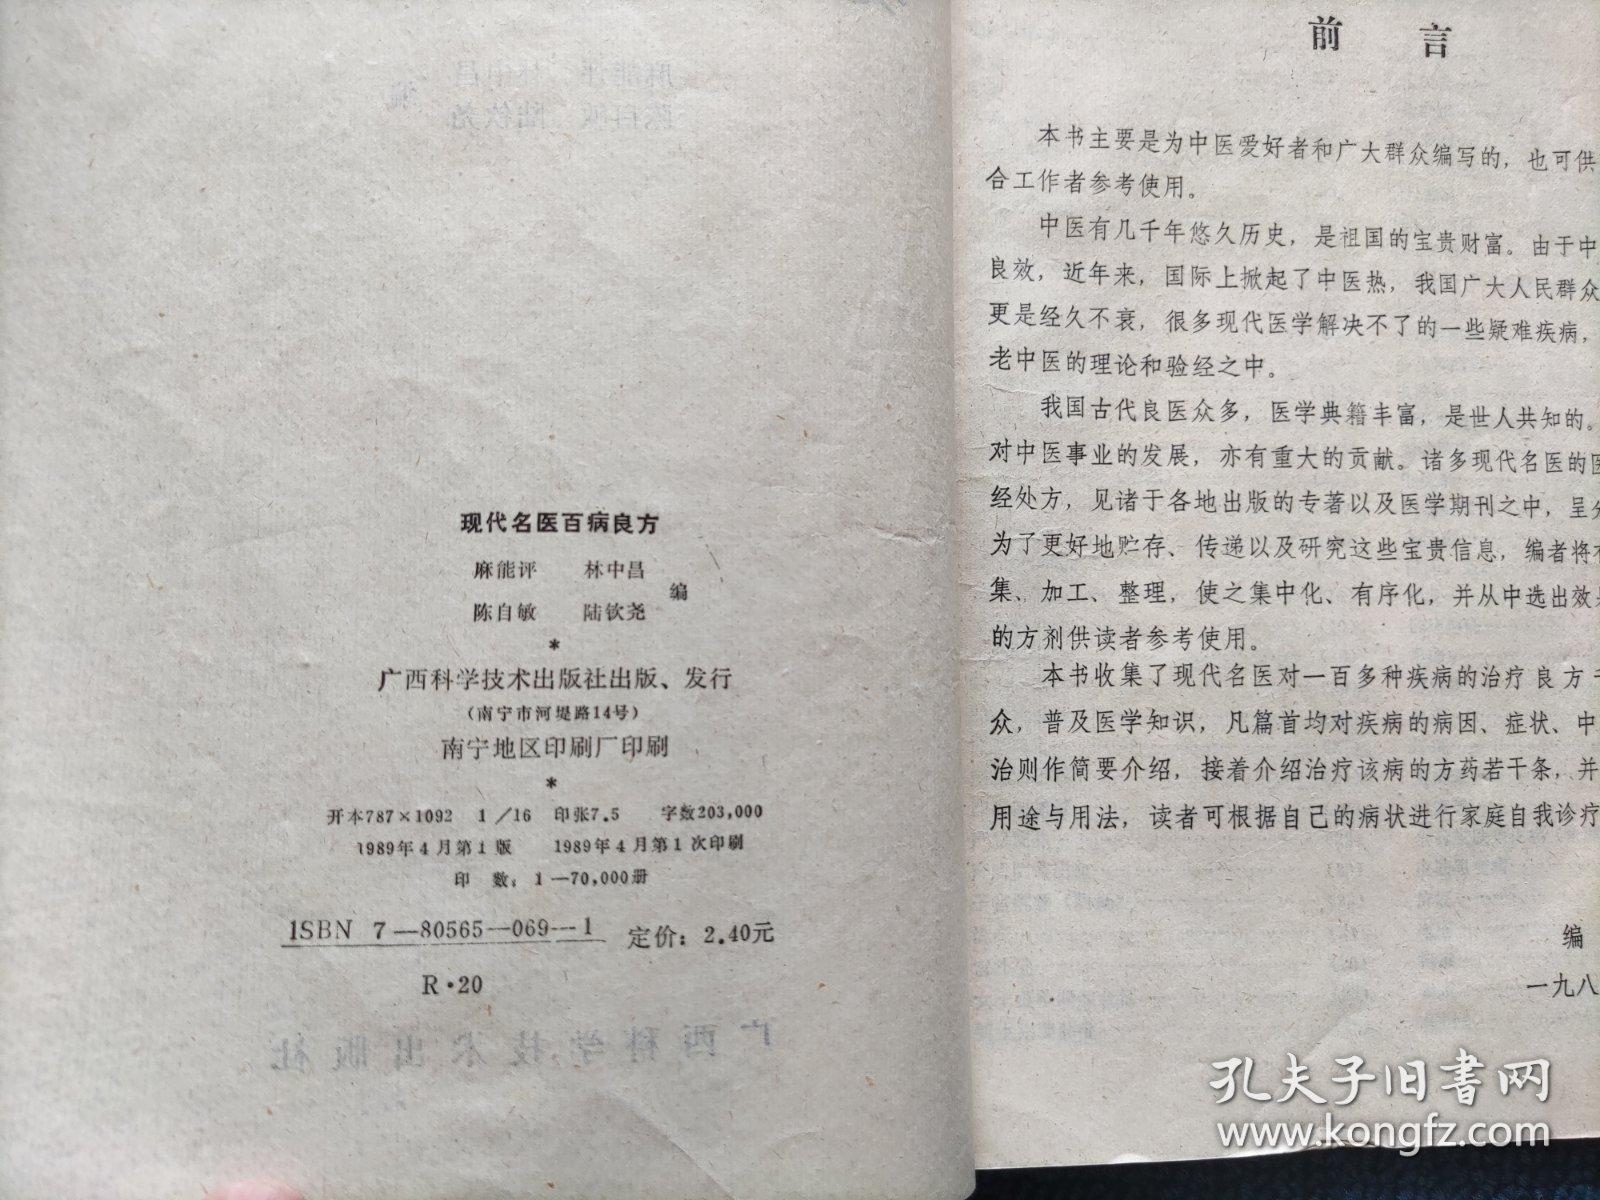 现代名医百病良方
麻能评 林中昌
编
陈自敏 陆钦尧
*
广西科学技术出版社出版、发行
（南宁市河堤路14号）
南宁地区印刷厂印刷
*
开本787×1092 1／16 印张7.5 字数203,000
1989年4月第1版 1989年4月第1次印刷
印 数：1—70,000册
ISBN 7—80565—069—1 定价：2.40元
R·20
广西科学技术出版社
前 言
本书主要是为中医爱好者和广大群众编写的，也可供
合工作者参考使用。
中医有几千年悠久历史，是祖国的宝贵财富。由于中
良效，近年来，国际上掀起了中医热，我国广大人民群众
更是经久不衰，很多现代医学解决不了的一些疑难疾病，
老中医的理论和验经之中。
我国古代良医众多，医学典籍丰富，是世人共知的。
对中医事业的发展，亦有重大的贡献。诸多现代名医的医
经处方，见诸于各地出版的专著以及医学期刊之中，呈分
为了更好地贮存、传递以及研究这些宝贵信息，编者将
集、加工、整理，使之集中化、有序化，并从中选出效果
的方剂供读者参考使用。
本书收集了现代名医对一百多种疾病的治疗良方千
众，普及医学知识，凡篇首均对疾病的病因、症状、中
治则作简要介绍，接着介绍治疗该病的方药若干条，并
用途与用法，读者可根据自己的病状进行家庭自我诊疗
编
一九八
孔夫子旧书网
www.kongfz.com